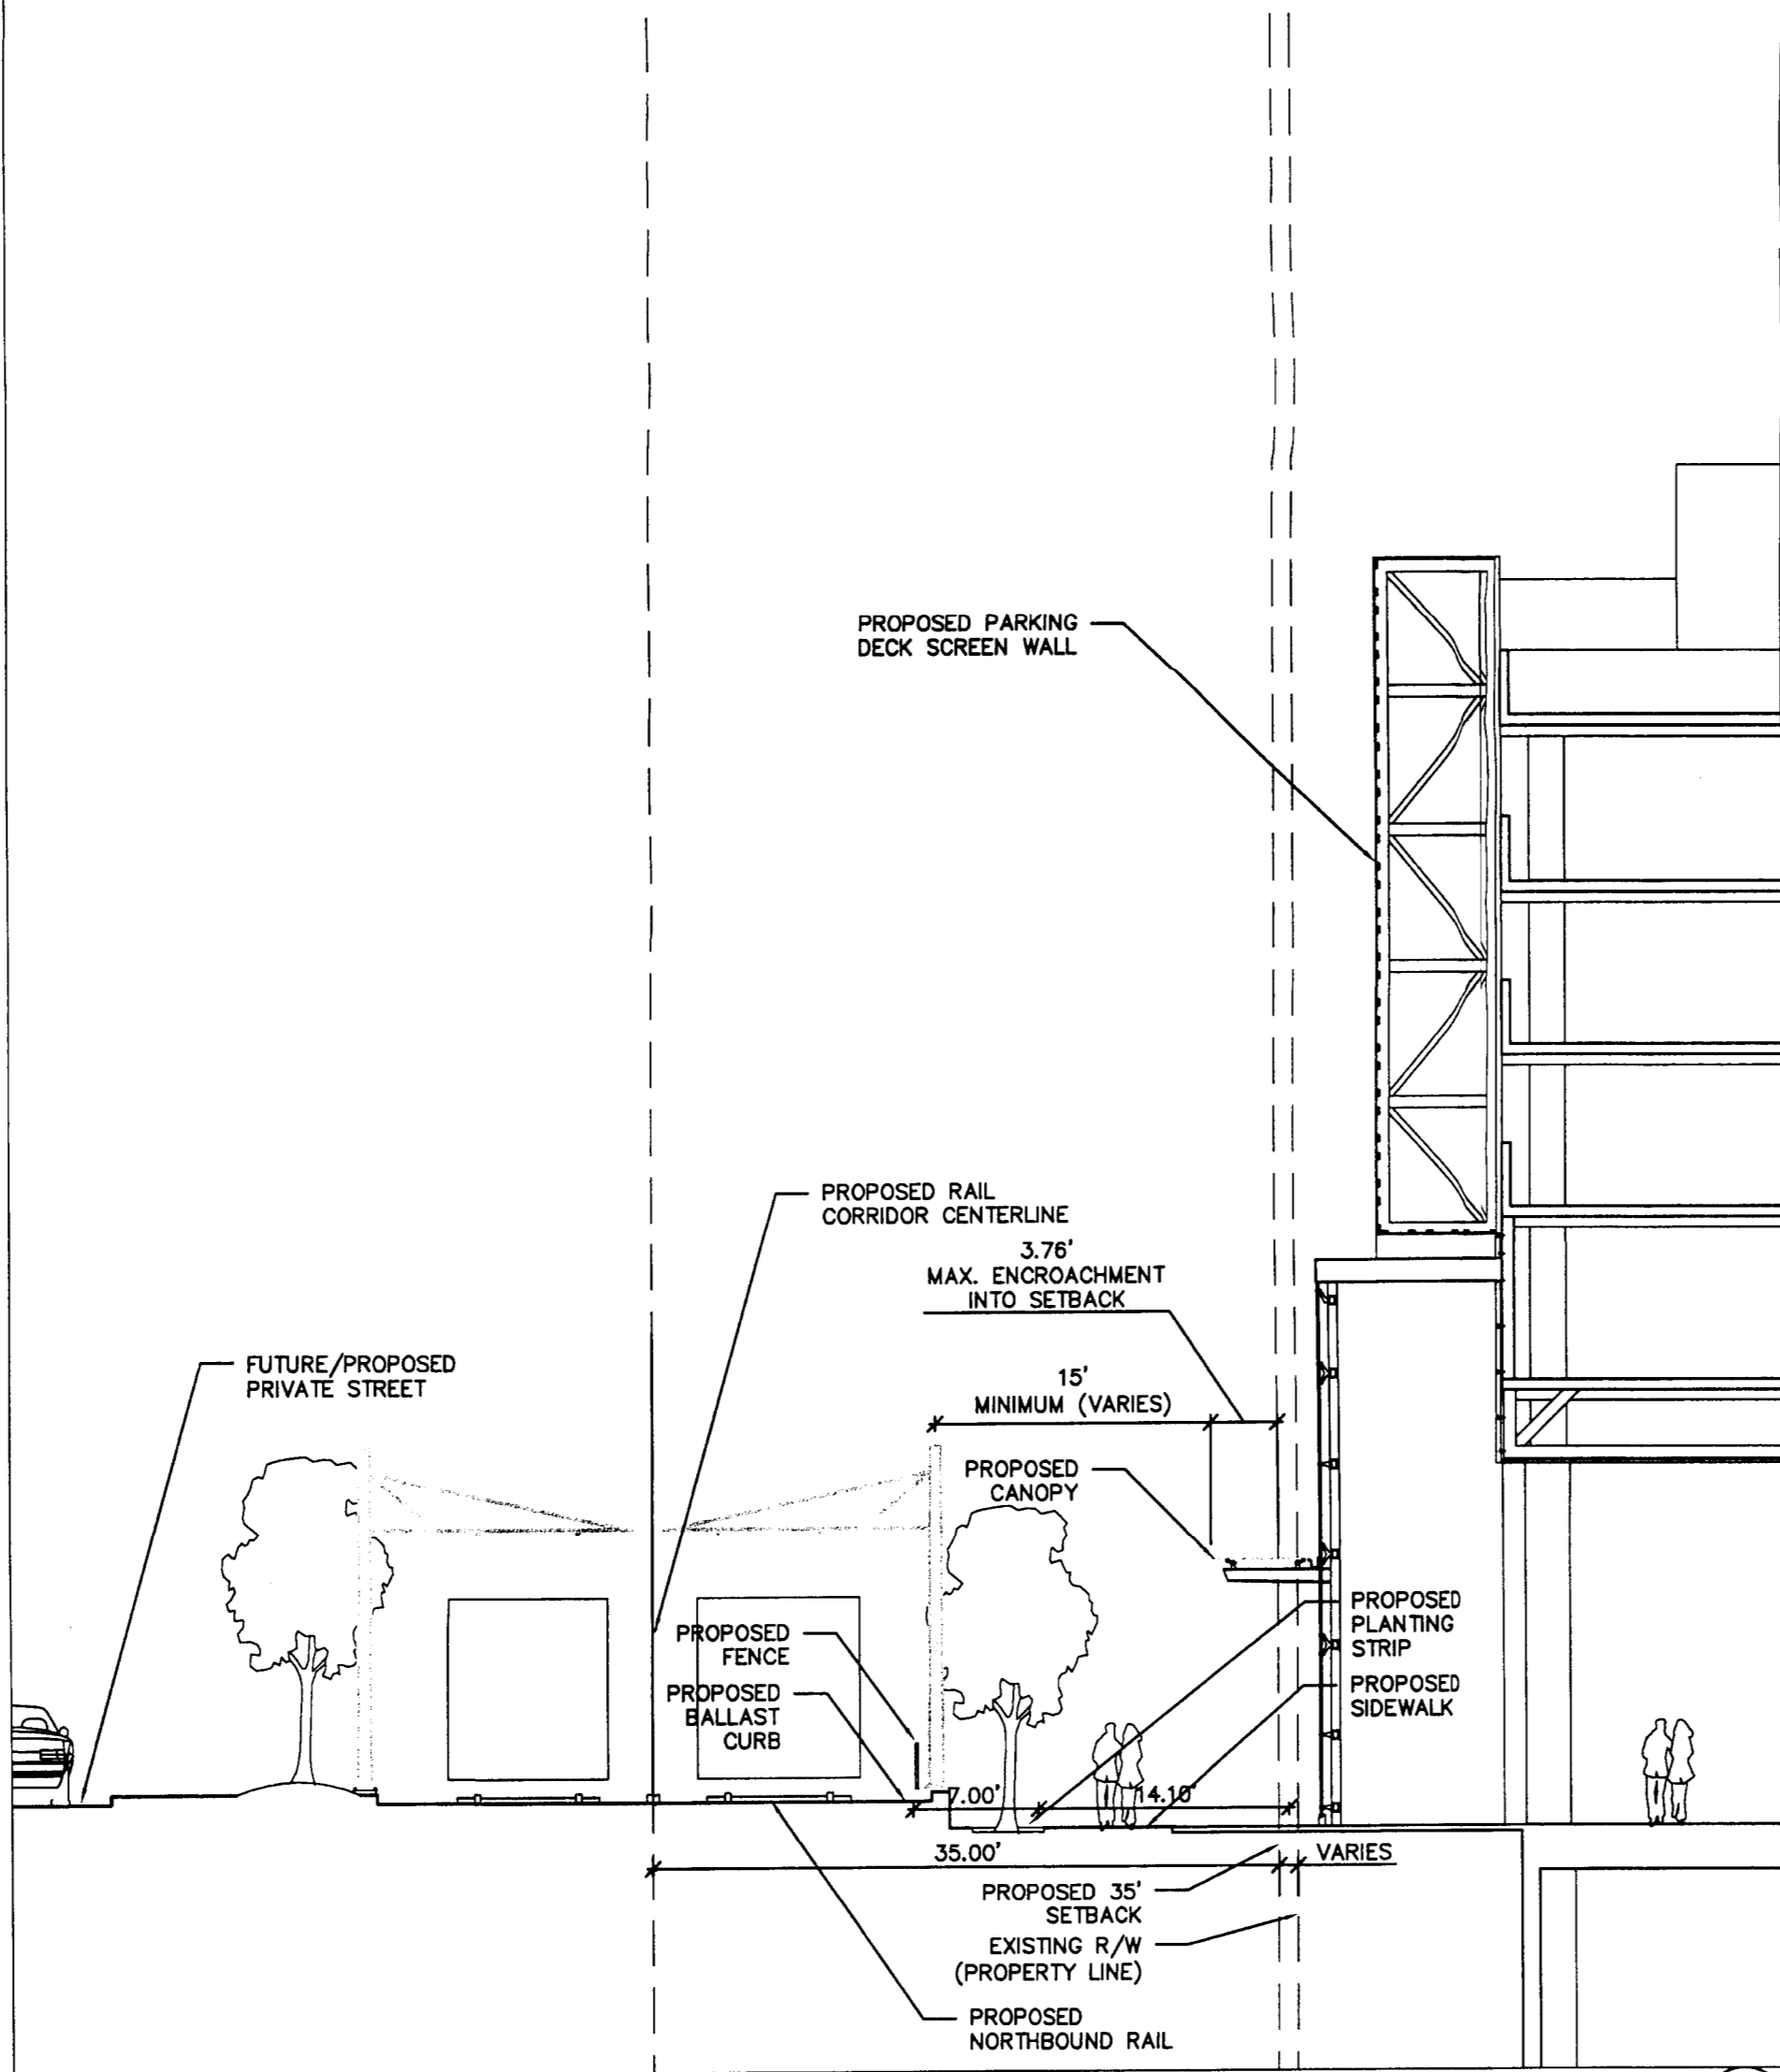 PROPOSED PARKING
DECK SCREEN WALL
PROPOSED RAIL
CORRIDOR CENTERLINE
3.76'
MAX. ENCROACHMENT
INTO SETBACK
FUTURE/PROPOSED
PRIVATE STREET
15'
MINIMUM (VARIES)
PROPOSED
CANOPY
PROPOSED
PLANTING
STRIP
PROPOSED
FENCE
PROPOSED
SIDEWALK
PROPOSED
BALLAST
CURB
7.00'
14.10'
35.00'
VARIES
PROPOSED 35'
SETBACK
EXISTING R/W
(PROPERTY LINE)
PROPOSED
NORTHBOUND RAIL